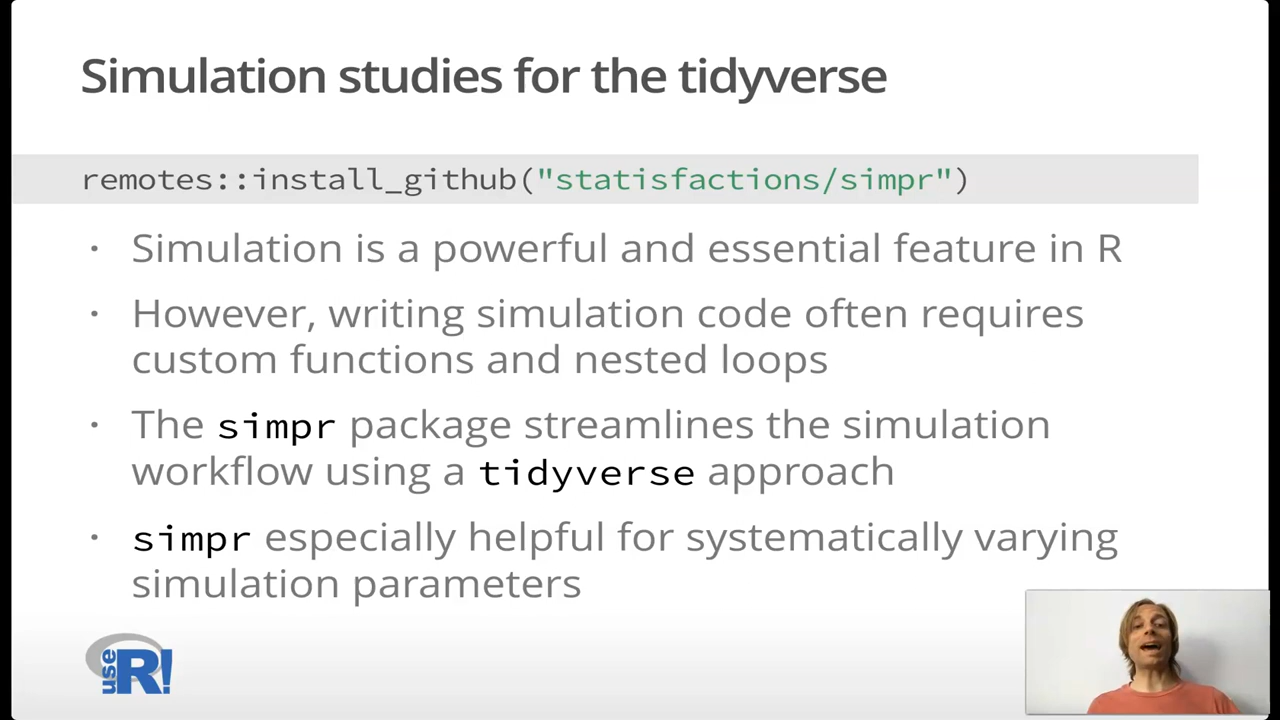 Simulation studies for the tidyverse
remotes::install_github("statisfactions/simpr")
· Simulation is a powerful and essential feature in R
· However, writing simulation code often requires
custom functions and nested loops
· The simpr package streamlines the simulation
workflow using a tidyverse approach
· simpr especially helpful for systematically varying
simulation parameters
use R!